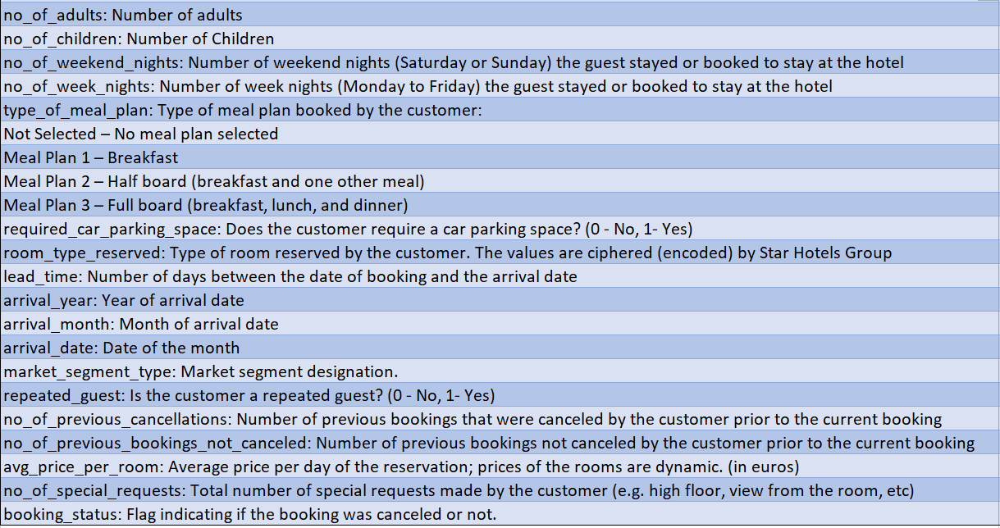 no_of_adults: Number of adults
no_of_children: Number of Children
no_of_weekend_nights: Number of weekend nights (Saturday or Sunday) the guest stayed or booked to stay at the hotel
no_of_week_nights: Number of week nights (Monday to Friday) the guest stayed or booked to stay at the hotel
type_of_meal_plan: Type of meal plan booked by the customer:
Not Selected – No meal plan selected
Meal Plan 1 – Breakfast
Meal Plan 2 – Half board (breakfast and one other meal)
Meal Plan 3 – Full board (breakfast, lunch, and dinner)
required_car_parking_space: Does the customer require a car parking space? (0 - No, 1- Yes)
room_type_reserved: Type of room reserved by the customer. The values are ciphered (encoded) by Star Hotels Group
lead_time: Number of days between the date of booking and the arrival date
arrival_year: Year of arrival date
arrival_month: Month of arrival date
arrival_date: Date of the month
market_segment_type: Market segment designation.
repeated_guest: Is the customer a repeated guest? (0 - No, 1- Yes)
no_of_previous_cancellations: Number of previous bookings that were canceled by the customer prior to the current booking
no_of_previous_bookings_not_canceled: Number of previous bookings not canceled by the customer prior to the current booking
avg_price_per_room: Average price per day of the reservation; prices of the rooms are dynamic. (in euros)
no_of_special_requests: Total number of special requests made by the customer (e.g. high floor, view from the room, etc)
booking_status: Flag indicating if the booking was canceled or not.